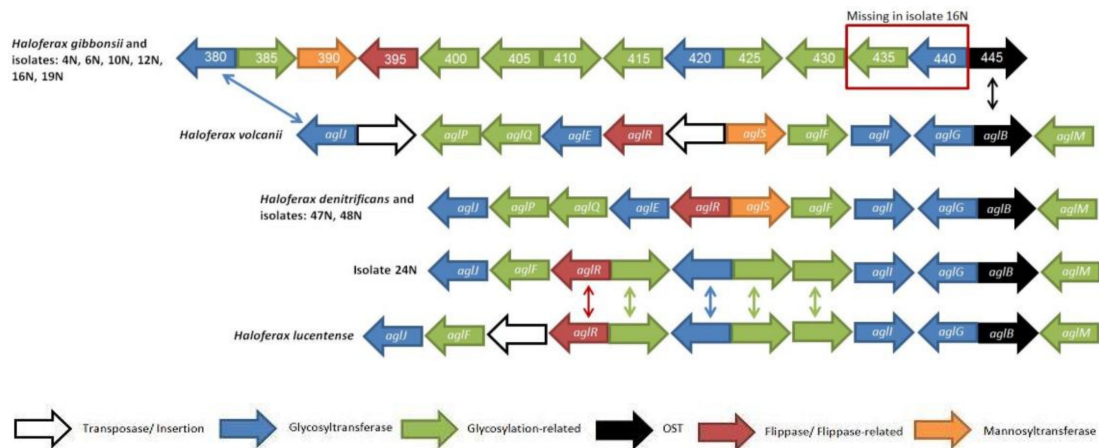 Missing in isolate 16N
Haloferax gibbonsii and
isolates: 4N, 6N, 10N, 12N,
16N, 19N
380 385 390 395 400 405 410 415 420 425 430 435 440 445
Haloferax volcanii
aglJ aglP aglQ aglE aglR aglS aglF aglI aglG aglB aglM
Haloferax denitrificans and
isolates: 47N, 48N
aglJ aglP aglQ aglE aglR aglS aglF aglI aglG aglB aglM
Isolate 24N
aglJ aglF aglR aglI aglG aglB aglM
Haloferax lucentense
aglJ aglF aglR aglI aglG aglB aglM
Transposase/ Insertion Glycosyltransferase Glycosylation-related OST Flippase/ Flippase-related Mannosyltransferase